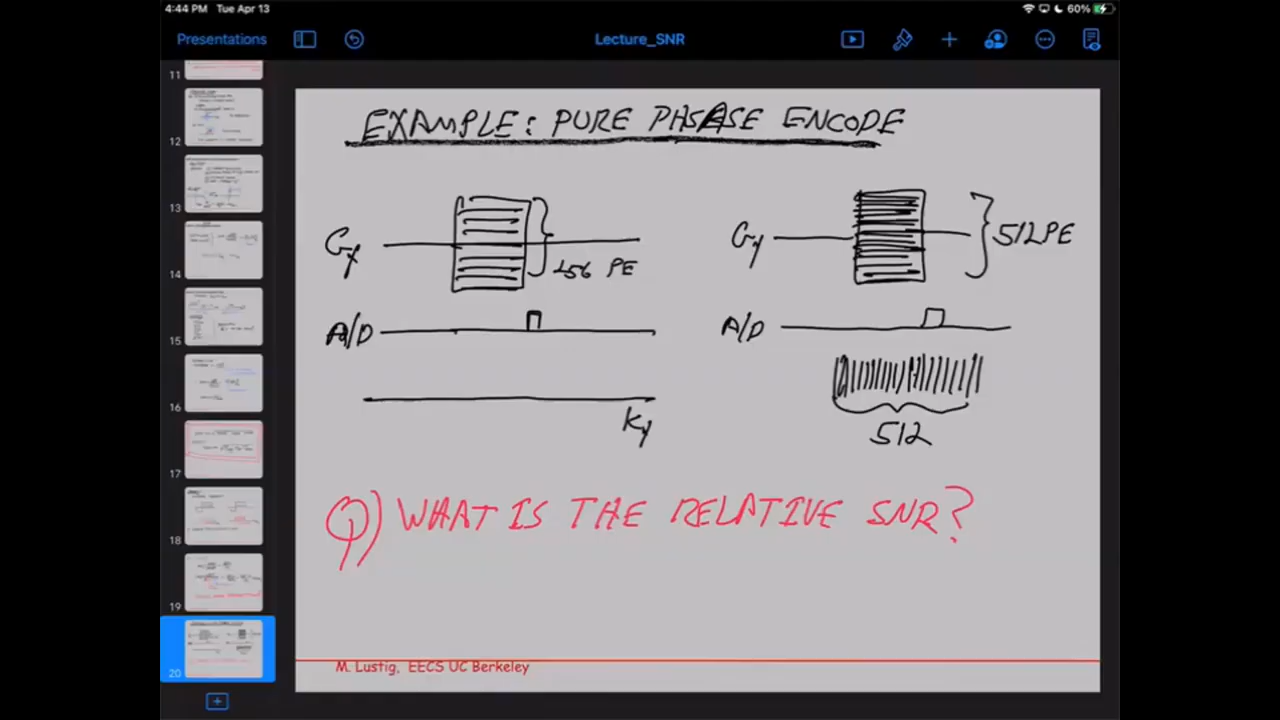 4:44 PM Tue Apr 13
60%
Presentations
Lecture_SNR
11
12
13
14
15
16
17
18
19
20
EXAMPLE: PURE PHSASE ENCODE
Gy
256 PE
Gy
512 PE
A/D
A/D
Ky
512
Q) WHAT IS THE RELATIVE SNR?
M. Lustig, EECS UC Berkeley